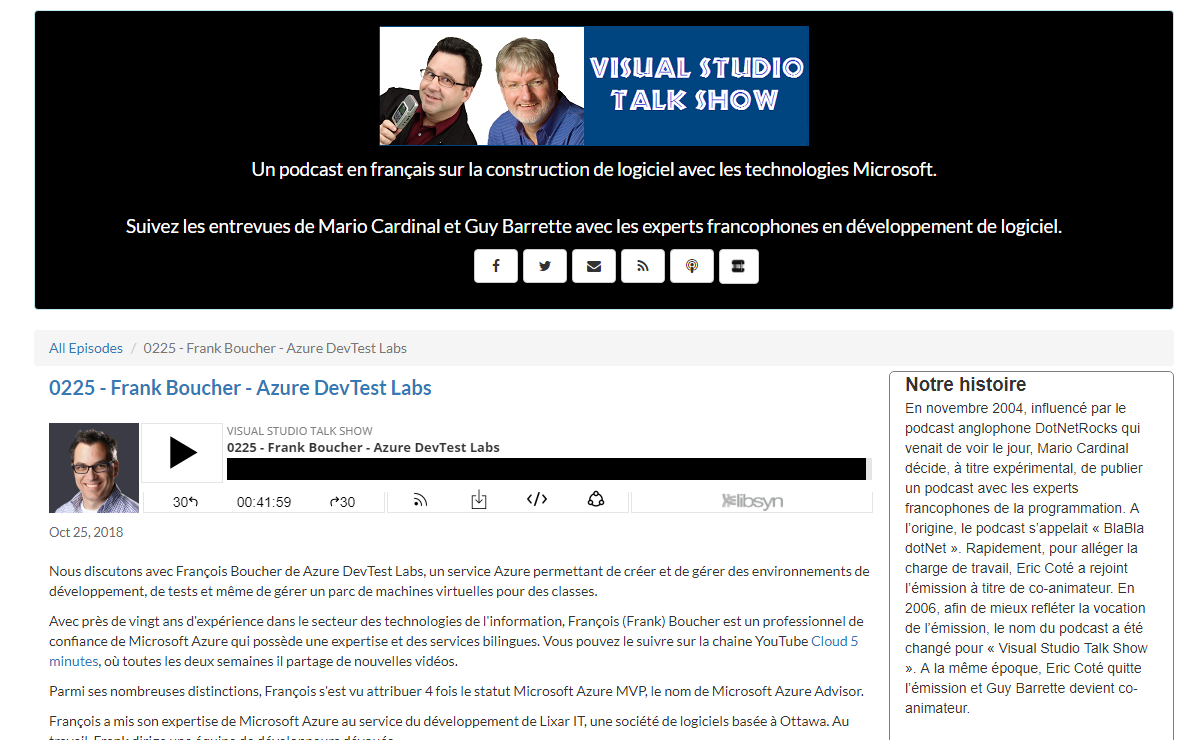 VISUAL STUDIO
TALK SHOW
Un podcast en français sur la construction de logiciel avec les technologies Microsoft.
Suivez les entrevues de Mario Cardinal et Guy Barrette avec les experts francophones en développement de logiciel.
All Episodes / 0225 - Frank Boucher - Azure DevTest Labs
0225 - Frank Boucher - Azure DevTest Labs
VISUAL STUDIO TALK SHOW
0225 - Frank Boucher - Azure DevTest Labs
30 00:41:59 30 libsyn
Oct 25, 2018
Nous discutons avec François Boucher de Azure DevTest Labs, un service Azure permettant de créer et de gérer des environnements de
développement, de tests et même de gérer un parc de machines virtuelles pour des classes.
Avec près de vingt ans d'expérience dans le secteur des technologies de l'information, François (Frank) Boucher est un professionnel de
confiance de Microsoft Azure qui possède une expertise et des services bilingues. Vous pouvez le suivre sur la chaine YouTube Cloud 5
minutes, où toutes les deux semaines il partage de nouvelles vidéos.
Parmi ses nombreuses distinctions, François s'est vu attribuer 4 fois le statut Microsoft Azure MVP, le nom de Microsoft Azure Advisor.
François a mis son expertise de Microsoft Azure au service du développement de Lixar IT, une société de logiciels basée à Ottawa. Au
travail, Frank dirige une équipe de développeurs dévoués
Notre histoire
En novembre 2004, influencé par le
podcast anglophone DotNetRocks qui
venait de voir le jour, Mario Cardinal
décide, à titre expérimental, de publier
un podcast avec les experts
francophones de la programmation. A
l'origine, le podcast s'appelait « BlaBla
dotNet ». Rapidement, pour alléger la
charge de travail, Eric Coté a rejoint
l'émission à titre de co-animateur. En
2006, afin de mieux refléter la vocation
de l'émission, le nom du podcast a été
changé pour « Visual Studio Talk Show
». A la même époque, Eric Coté quitte
l'émission et Guy Barrette devient co-
animateur.